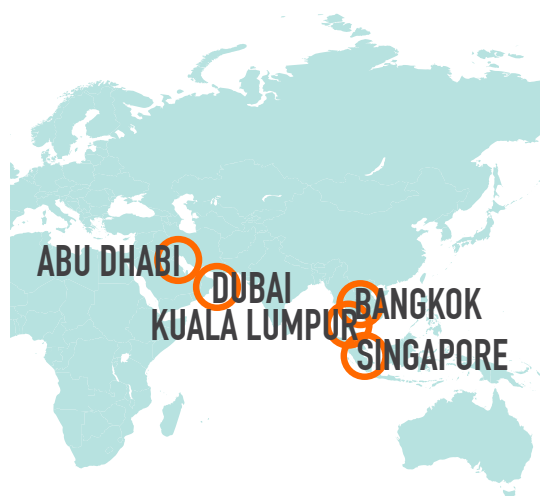 ABU DHABI
DUBAI
BANGKOK
KUALA LUMPUR
SINGAPORE